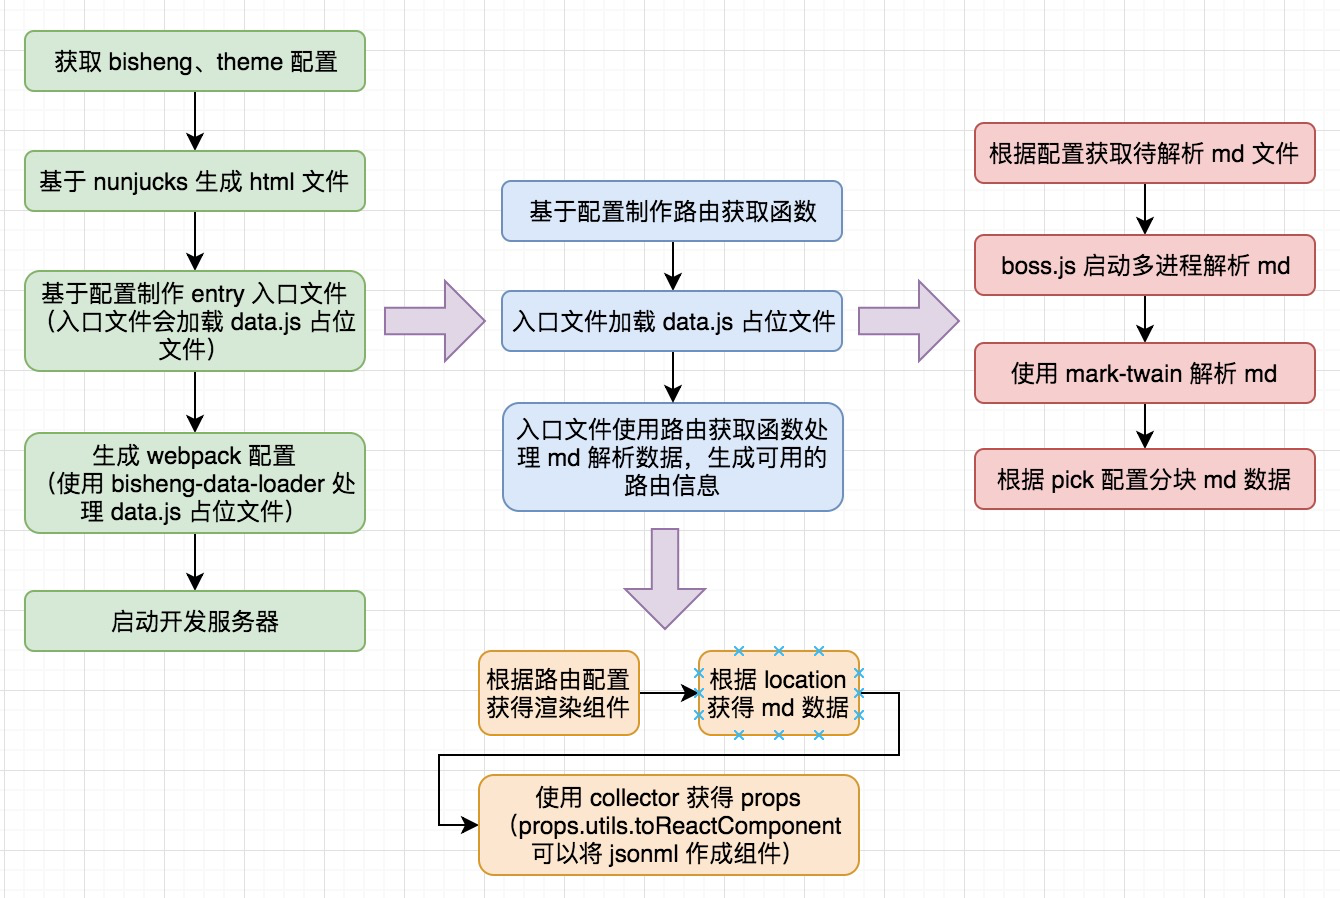 获取 bisheng、theme 配置
基于 nunjucks 生成 html 文件
基于配置制作 entry 入口文件
（入口文件会加载 data.js 占位
文件）
生成 webpack 配置
（使用 bisheng-data-loader 处
理 data.js 占位文件）
启动开发服务器
基于配置制作路由获取函数
入口文件加载 data.js 占位文件
入口文件使用路由获取函数处
理 md 解析数据，生成可用的
路由信息
根据配置获取待解析 md 文件
boss.js 启动多进程解析 md
使用 mark-twain 解析 md
根据 pick 配置分块 md 数据
根据路由配置
获得渲染组件
根据 location
获得 md 数据
使用 collector 获得 props
（props.utils.toReactComponent
可以将 jsonml 作成组件）